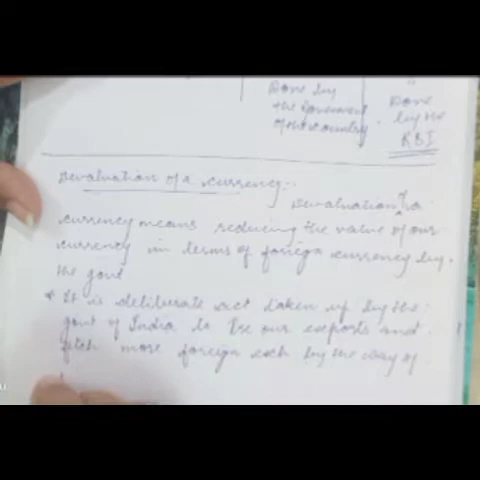 Done by
the Government
of the country.
Done
by the
RBI
Devaluation of a currency:-
Devaluation of a
currency means reducing the value of our
currency in terms of foreign currency by
the govt
* It is deliberate act taken up by the
govt of India to our exports and
fetch more foreign exch by the way of